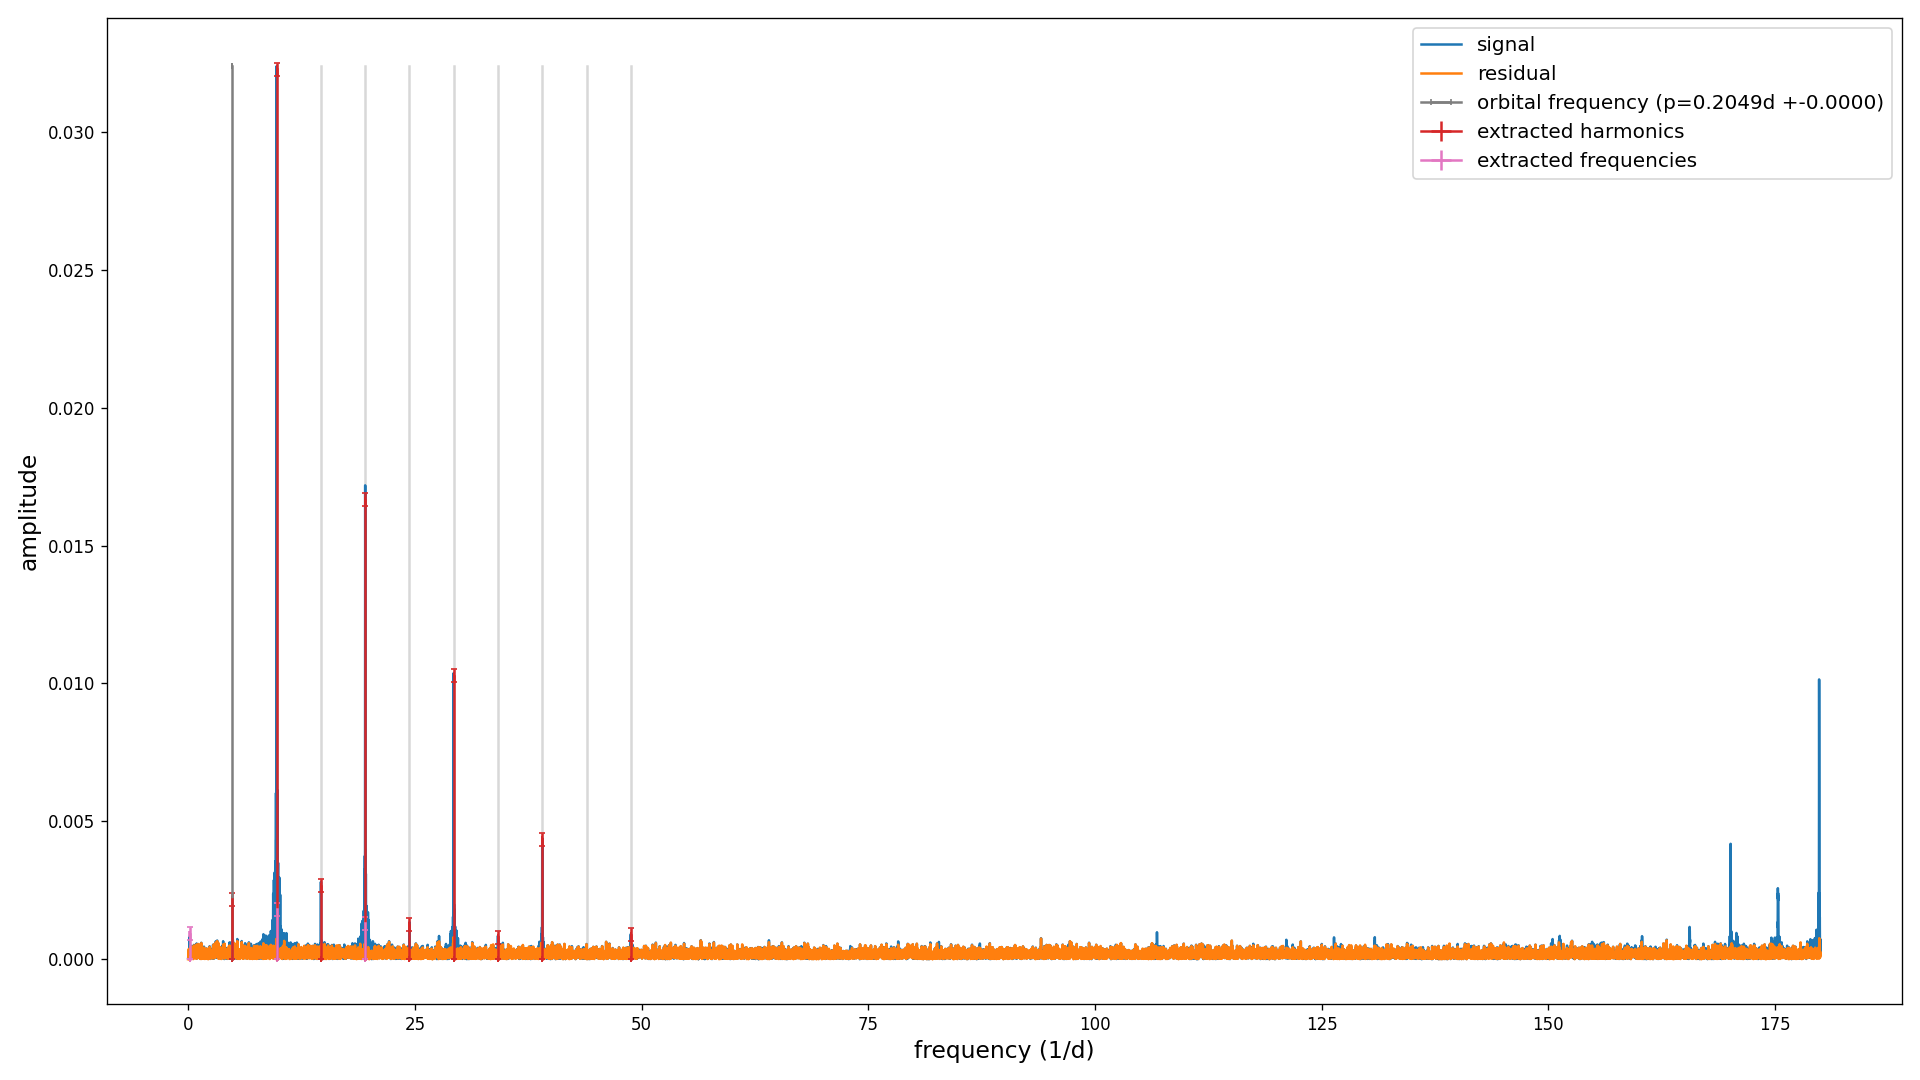 signal
residual
orbital frequency (p=0.2049d +-0.0000)
extracted harmonics
extracted frequencies
amplitude
0.030
0.025
0.020
0.015
0.010
0.005
0.000
0 25 50 75 100 125 150 175
frequency (1/d)